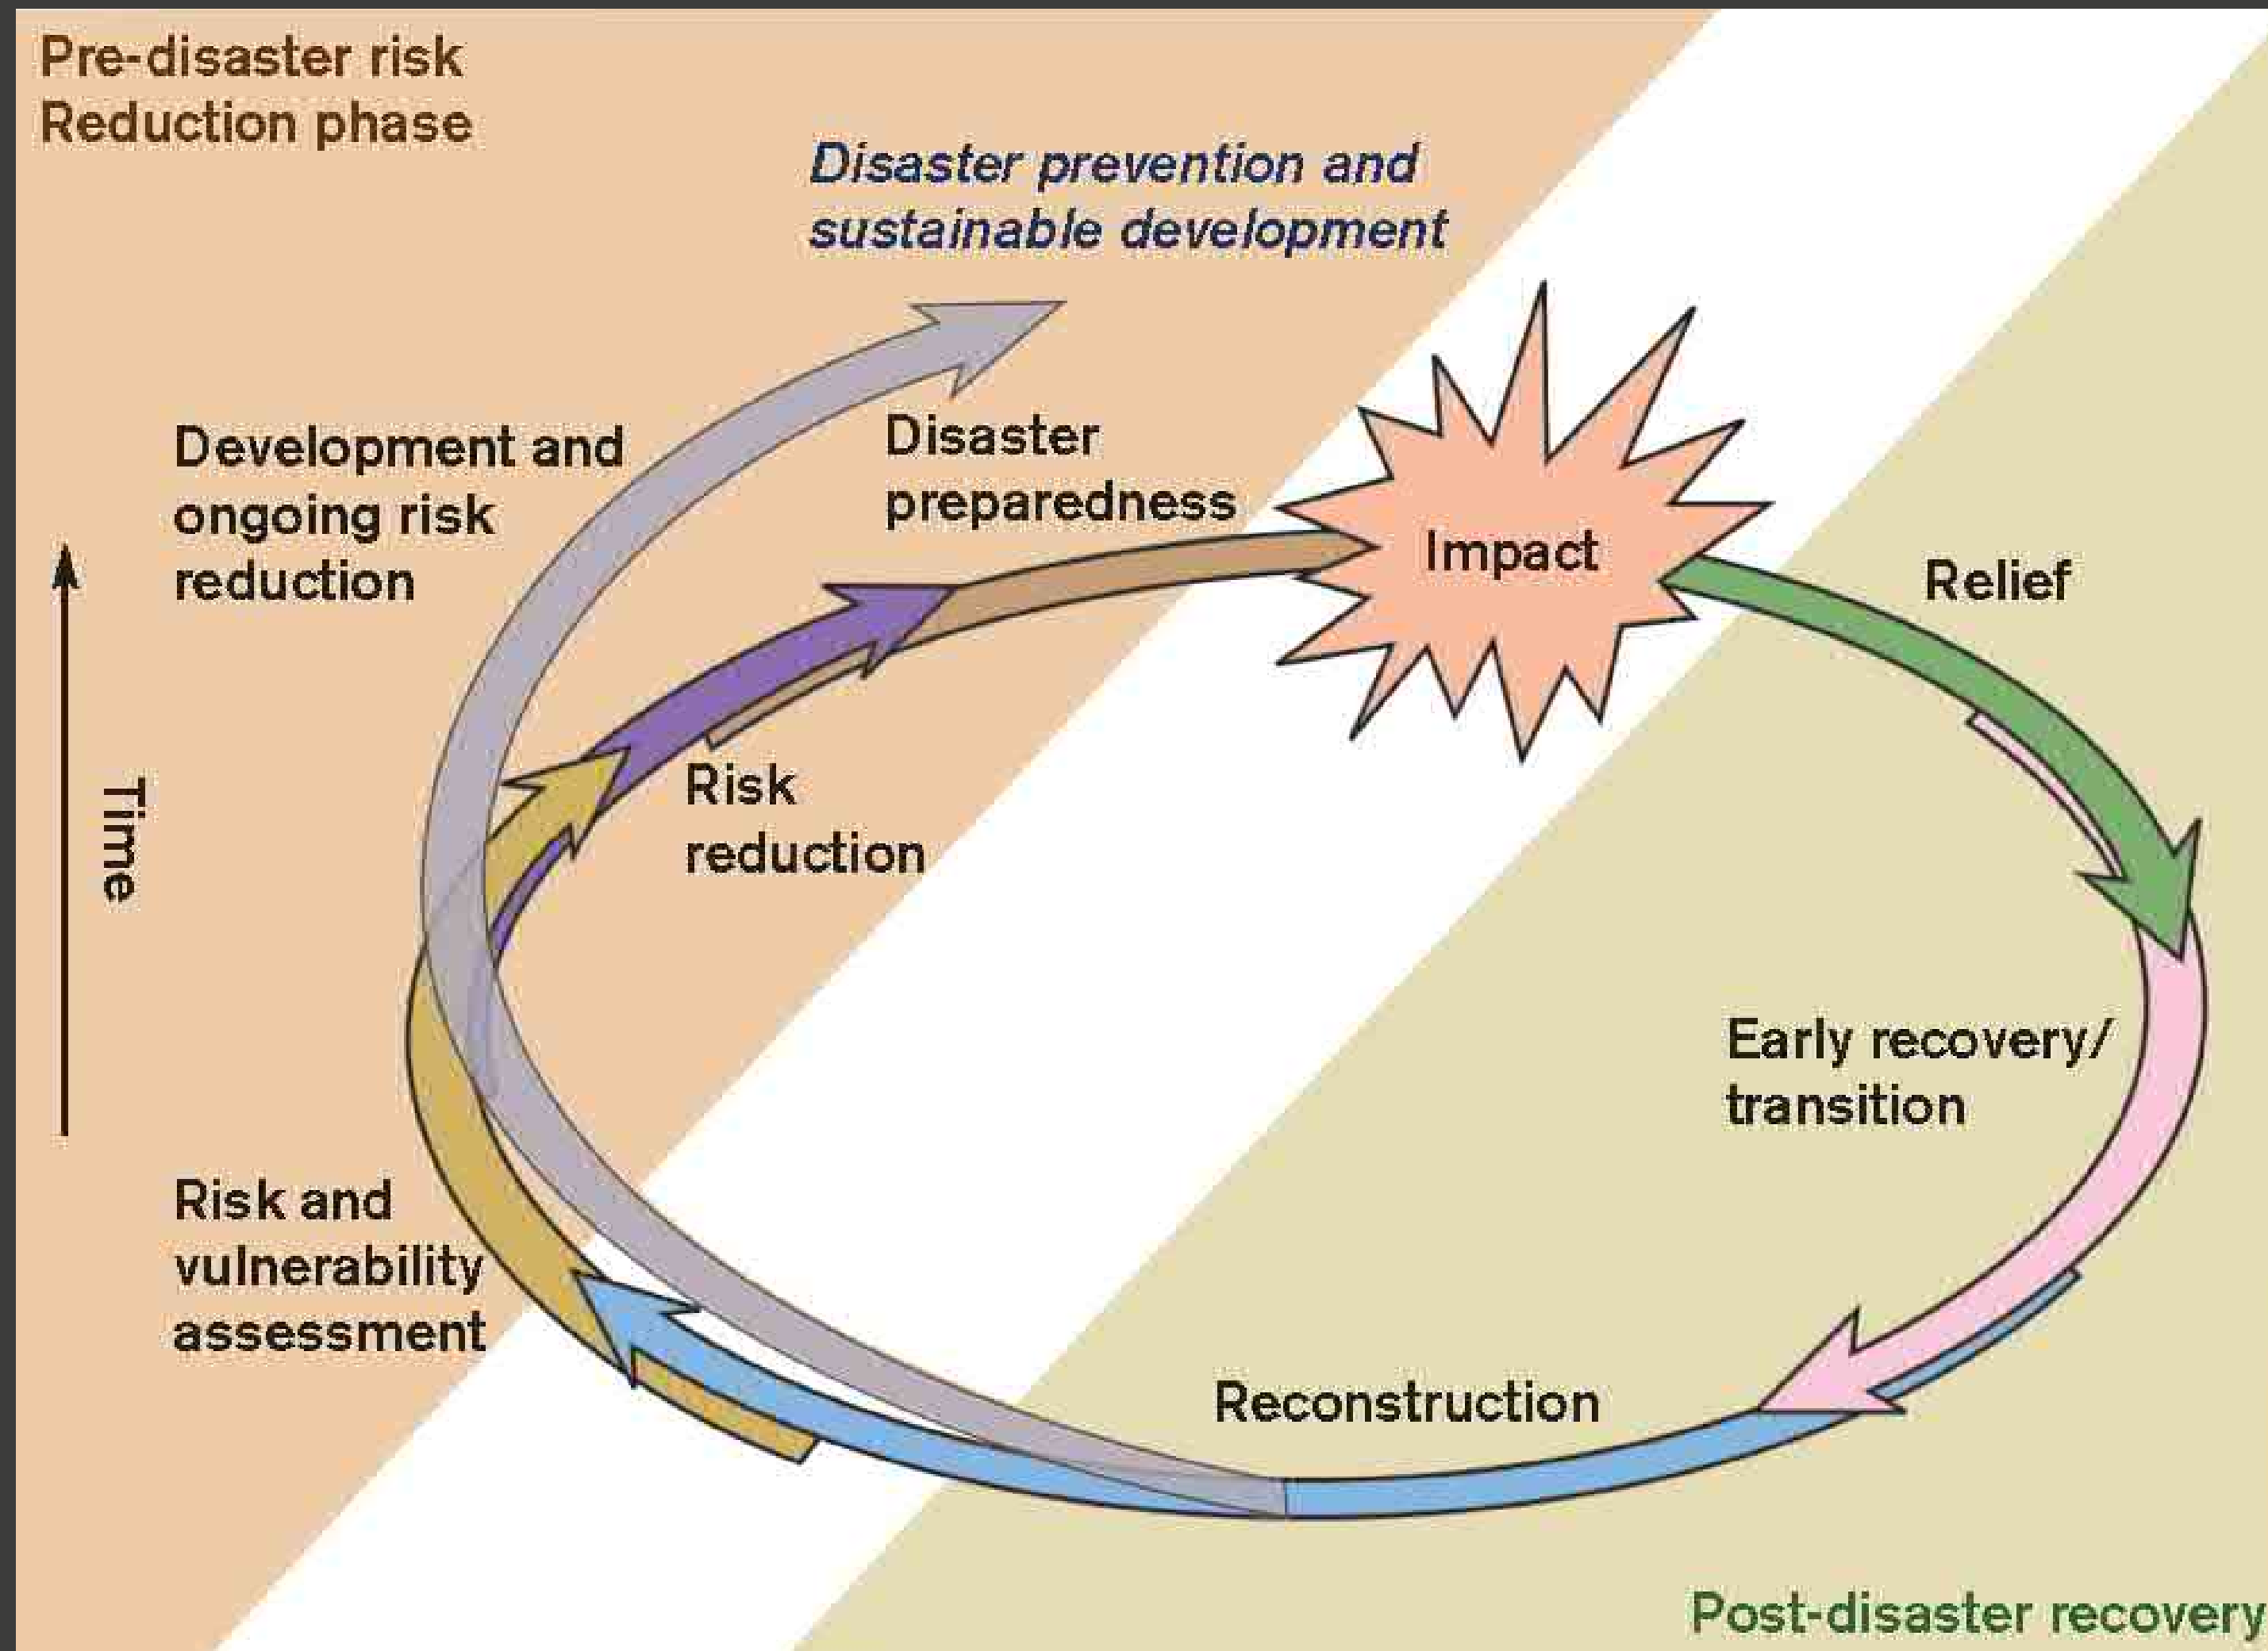 Pre-disaster risk
Reduction phase
Disaster prevention and
sustainable development
Development and
ongoing risk
reduction
Disaster
preparedness
Impact
Relief
Time
Risk
reduction
Early recovery/
transition
Risk and
vulnerability
assessment
Reconstruction
Post-disaster recovery